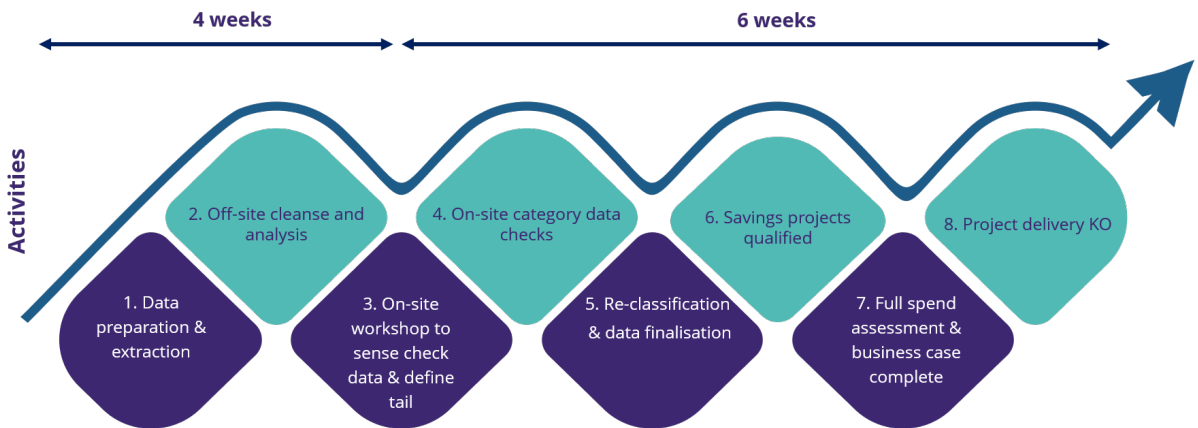 4 weeks
6 weeks
Activities
1. Data
preparation &
extraction
2. Off-site cleanse and
analysis
3. On-site
workshop to
sense check
data & define
tail
4. On-site category data
checks
5. Re-classification
& data finalisation
6. Savings projects
qualified
7. Full spend
assessment &
business case
complete
8. Project delivery KO